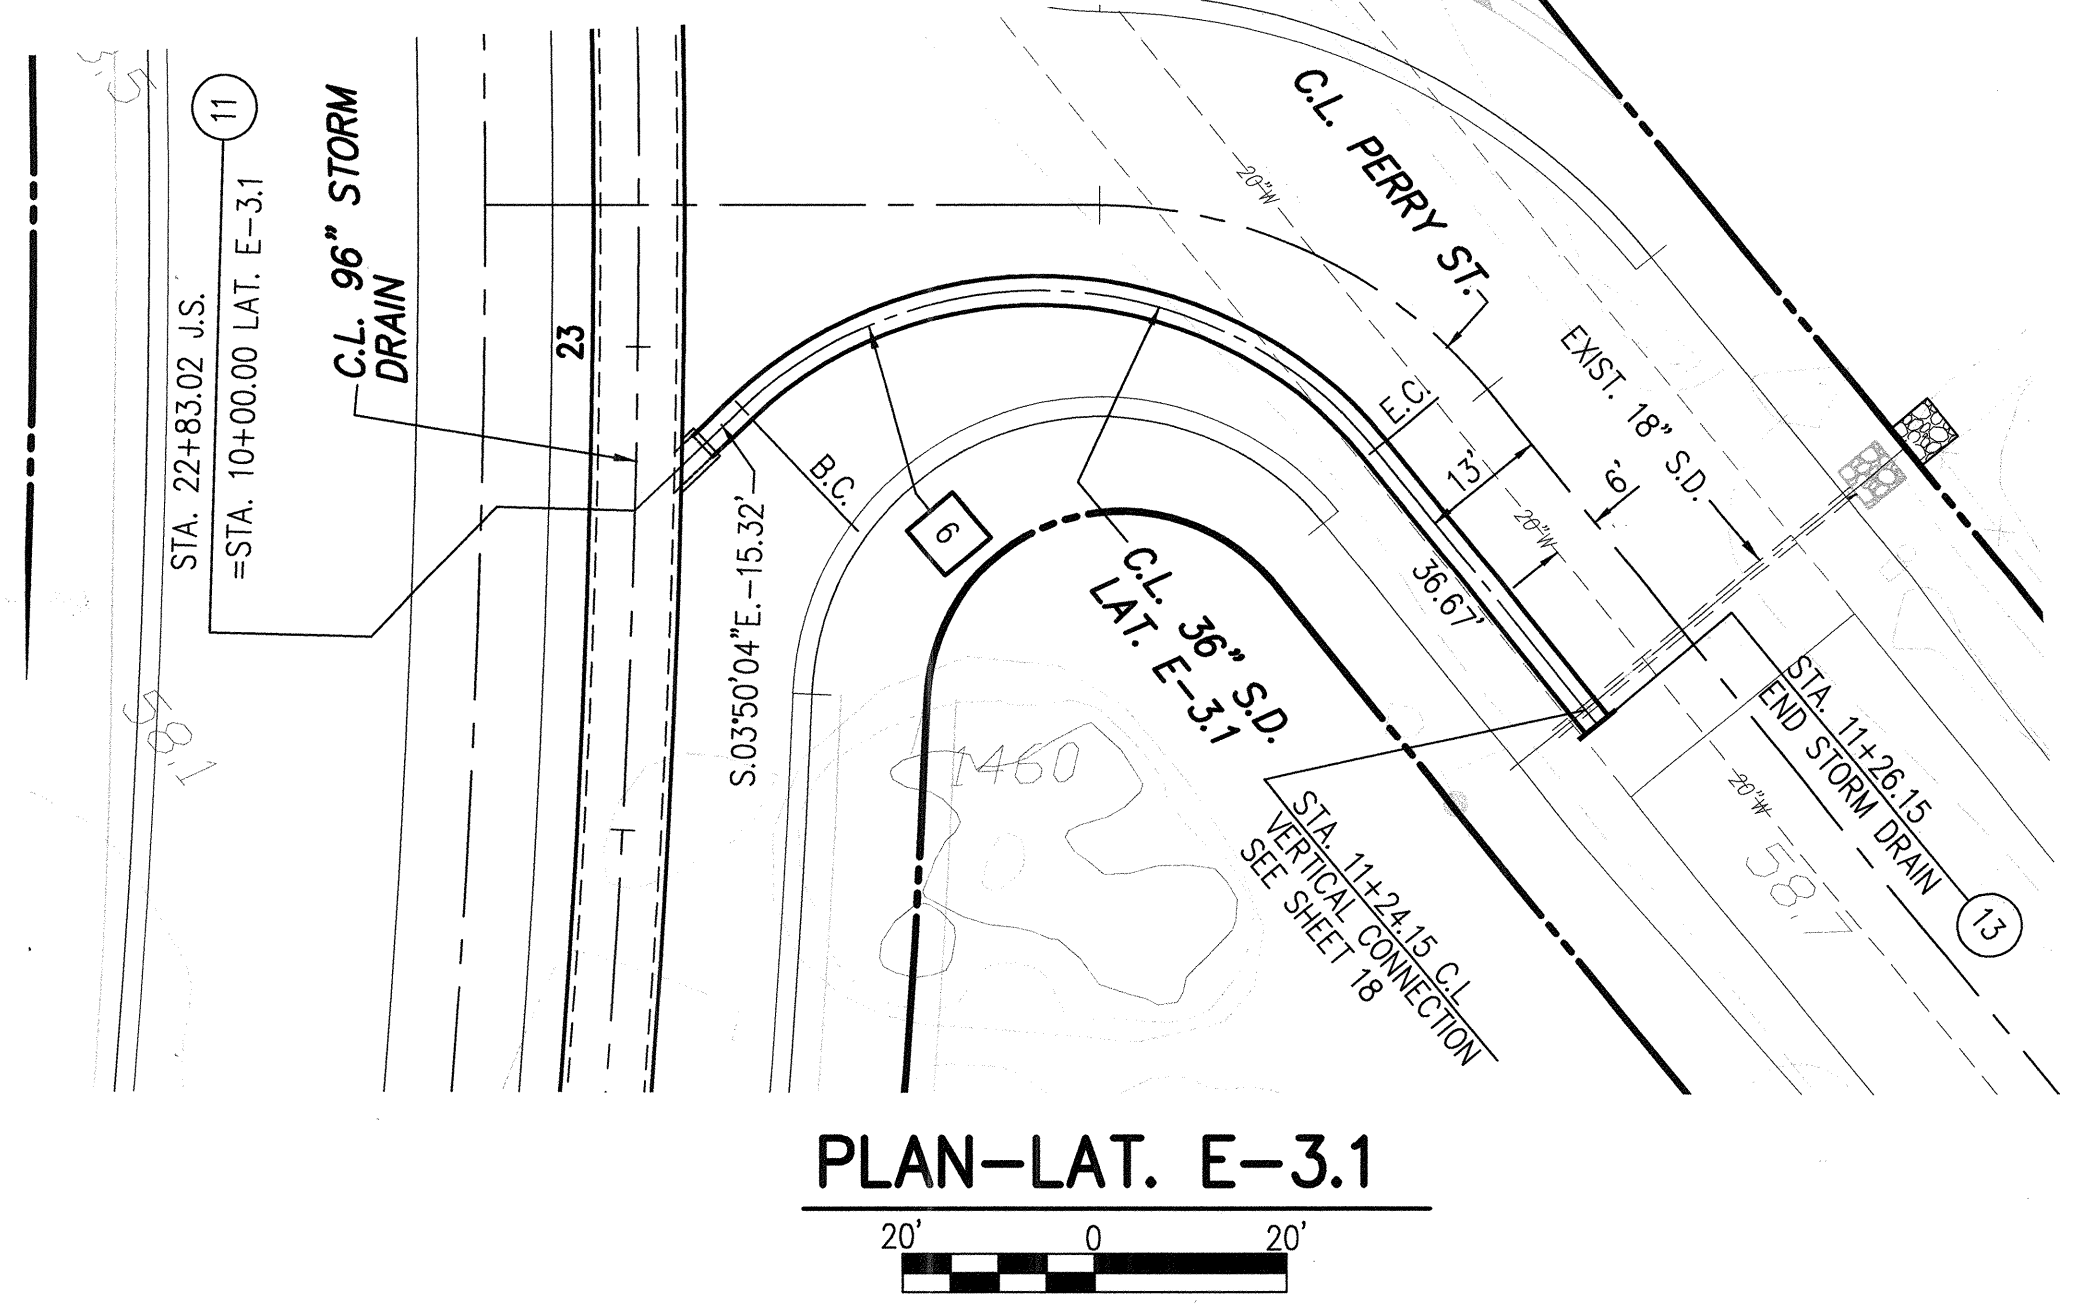 11
STA. 22+83.02 J.S.
=STA. 10+00.00 LAT. E-3.1
C.L. 96" STORM
DRAIN
23
C.L. PERRY ST.
20"W
EXIST. 18" S.D.
E.C.
13'
6'
20"W
36.67'
B.C.
6
S.03°50'04"E.-15.32'
C.L. 36" S.D.
LAT. E-3.1
1460
58.1
STA. 11+26.15
END STORM DRAIN
13
20"W
58.7
STA. 11+24.15 C.L
VERTICAL CONNECTION
SEE SHEET 18
PLAN-LAT. E-3.1
20' 0 20'